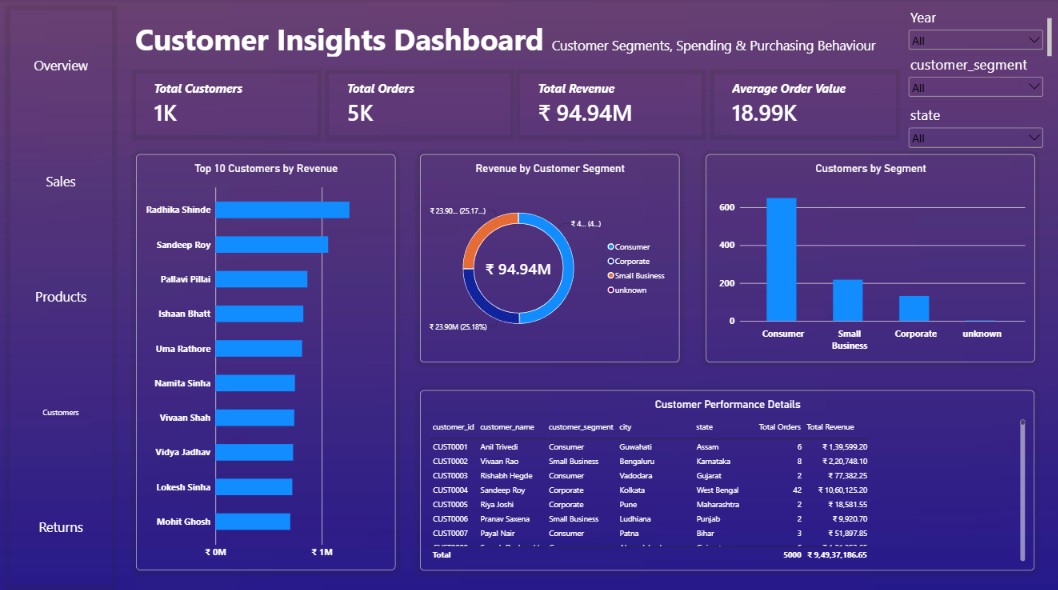 Overview
Sales
Products
Customers
Returns
Customer Insights Dashboard Customer Segments, Spending & Purchasing Behaviour
Year
All
customer_segment
All
state
All
Total Customers
1K
Total Orders
5K
Total Revenue
₹ 94.94M
Average Order Value
18.99K
Top 10 Customers by Revenue
Radhika Shinde
Sandeep Roy
Pallavi Pillai
Ishaan Bhatt
Uma Rathore
Namita Sinha
Vivaan Shah
Vidya Jadhav
Lokesh Sinha
Mohit Ghosh
₹ 0M ₹ 1M
Revenue by Customer Segment
₹ 23.90... (25.17...)
₹ 4... (4...)
₹ 94.94M
₹ 23.90M (25.18%)
Consumer
Corporate
Small Business
unknown
Customers by Segment
600
400
200
0
Consumer Small Business Corporate unknown
Customer Performance Details
customer_id customer_name customer_segment city state Total Orders Total Revenue
CUST0001 Anil Trivedi Consumer Guwahati Assam 6 ₹ 1,39,599.20
CUST0002 Vivaan Rao Small Business Bengaluru Karnataka 8 ₹ 2,20,748.10
CUST0003 Rishabh Hegde Consumer Vadodara Gujarat 2 ₹ 77,382.25
CUST0004 Sandeep Roy Corporate Kolkata West Bengal 42 ₹ 10,60,125.20
CUST0005 Riya Joshi Corporate Pune Maharashtra 2 ₹ 18,581.55
CUST0006 Pranav Saxena Small Business Ludhiana Punjab 2 ₹ 9,920.70
CUST0007 Payal Nair Consumer Patna Bihar 3 ₹ 51,897.85
Total 5000 ₹ 9,49,37,186.65